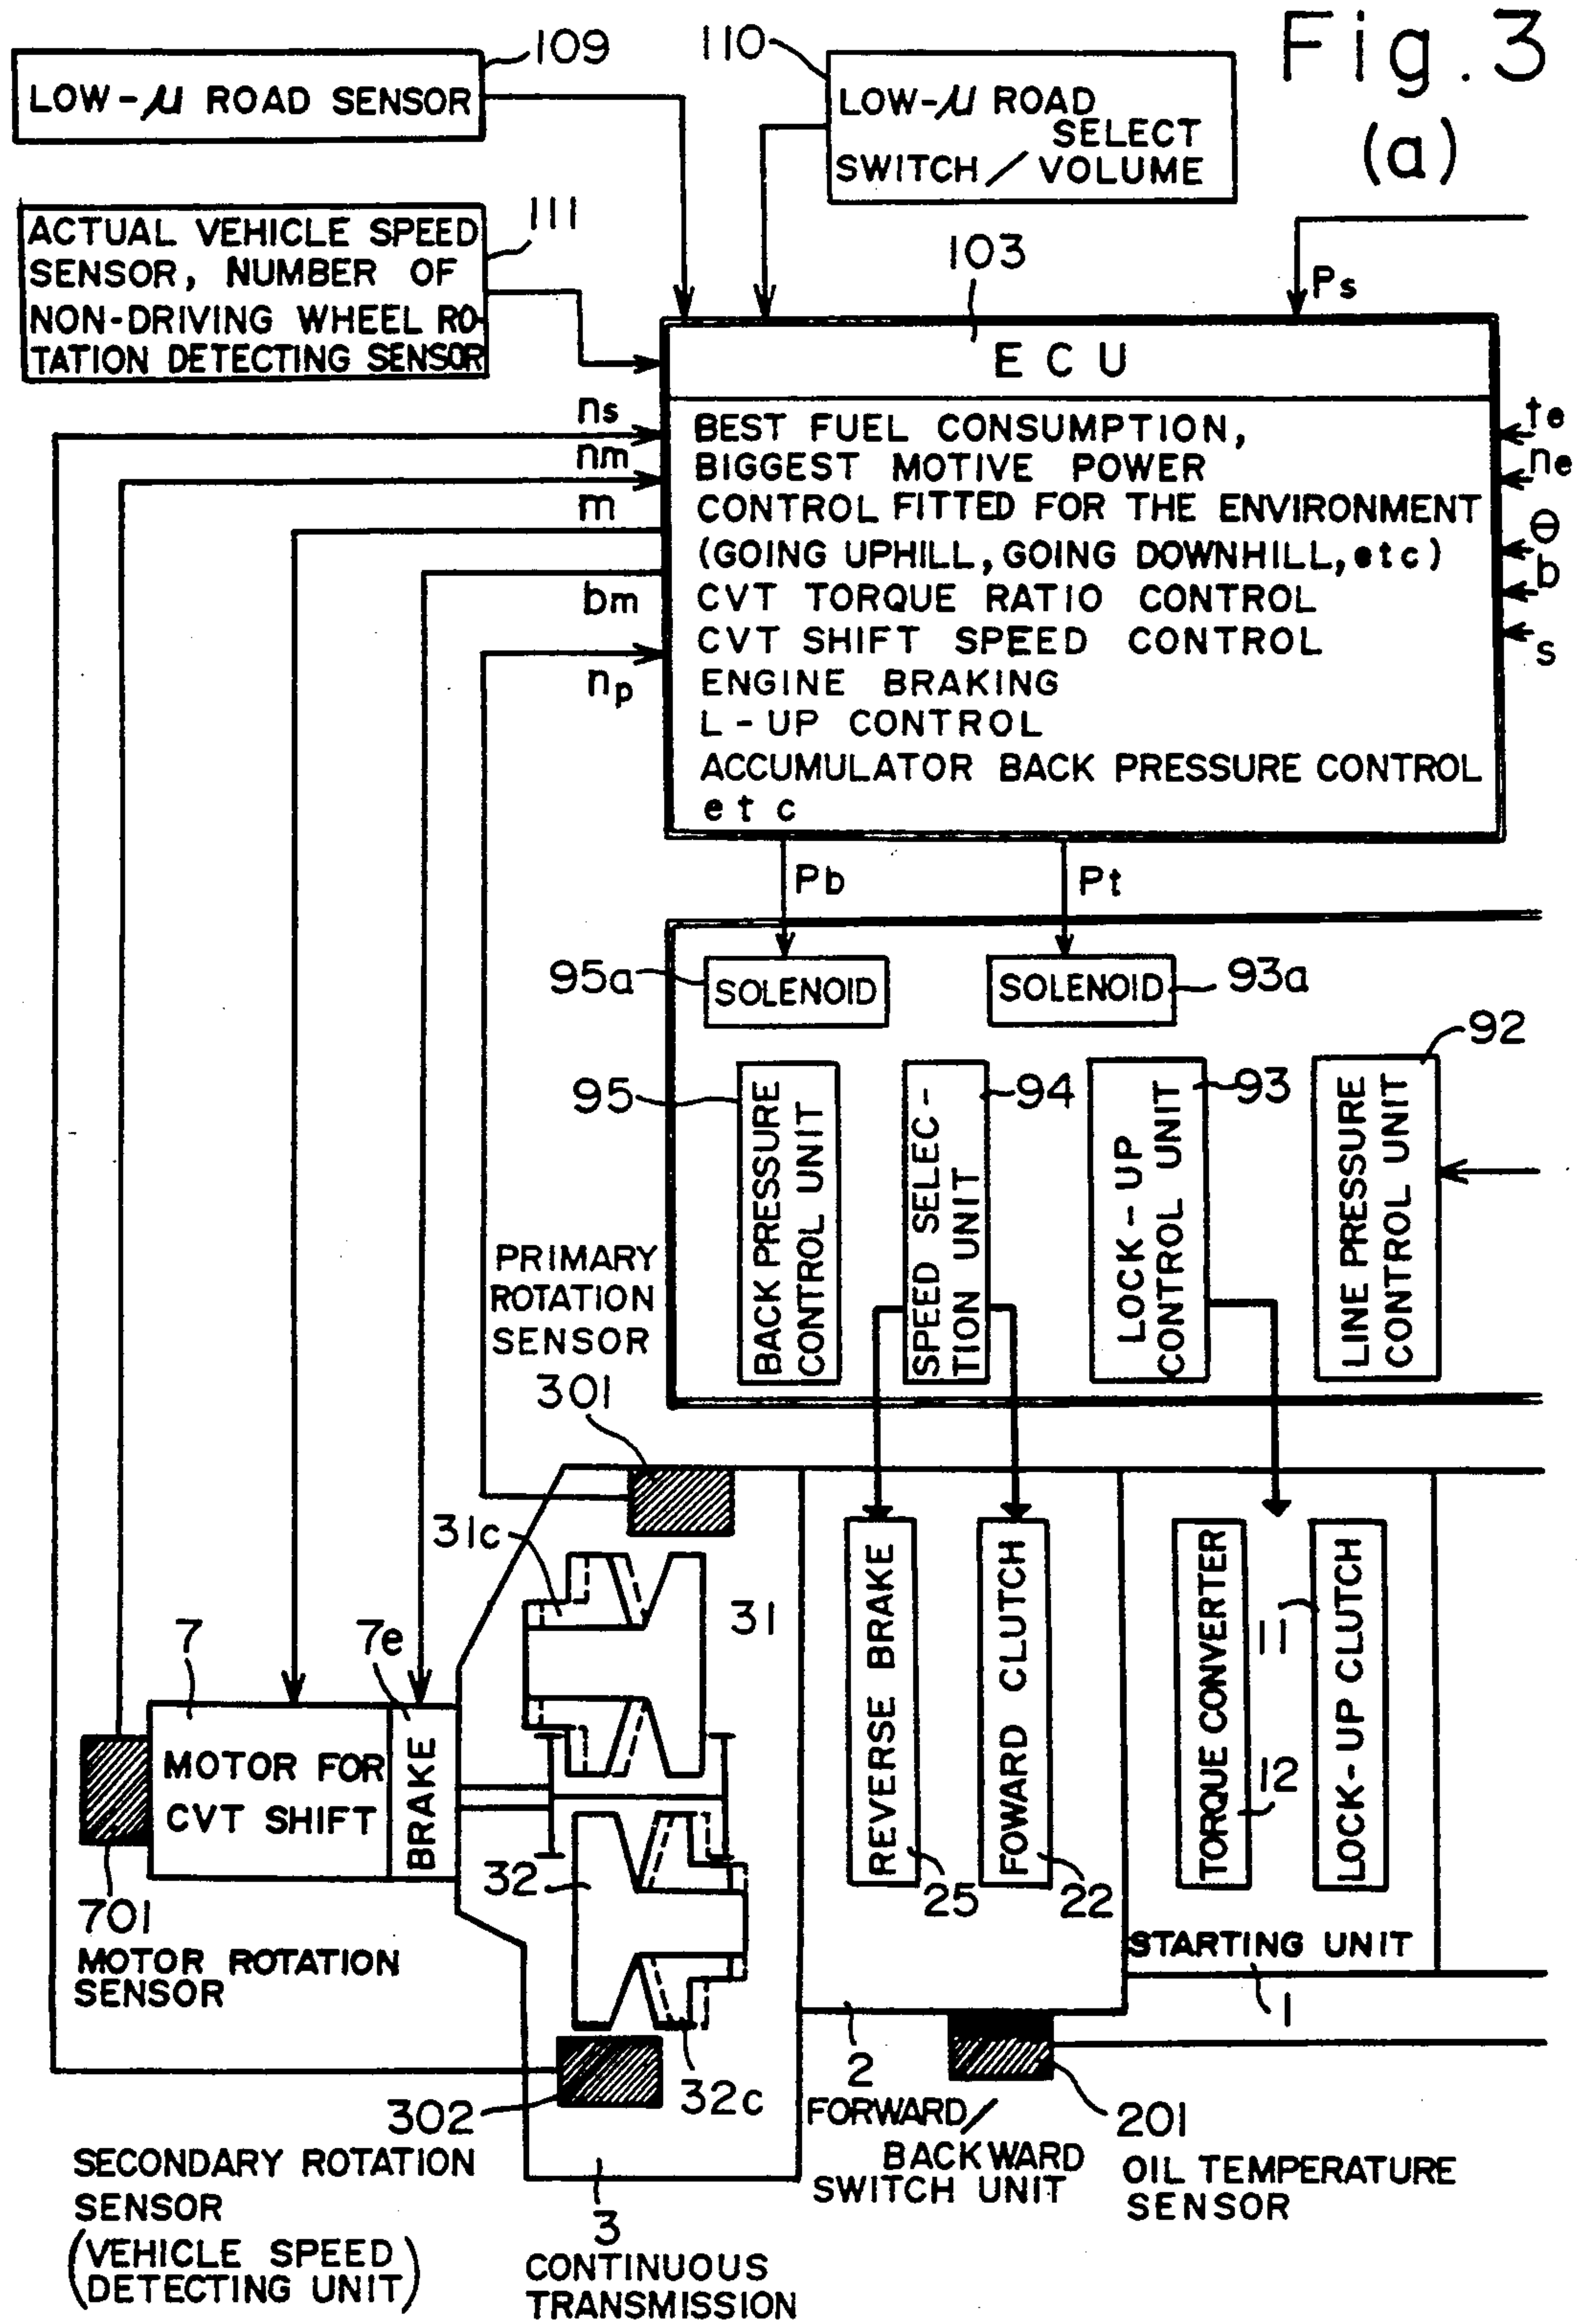 Fig.3
(a)
109
LOW-μ ROAD SENSOR
110
LOW-μ ROAD
SELECT
SWITCH/VOLUME
111
ACTUAL VEHICLE SPEED
SENSOR, NUMBER OF
NON-DRIVING WHEEL RO-
TATION DETECTING SENSOR
103
Ps
ECU
BEST FUEL CONSUMPTION,
BIGGEST MOTIVE POWER
CONTROL FITTED FOR THE ENVIRONMENT
(GOING UPHILL, GOING DOWNHILL, etc)
CVT TORQUE RATIO CONTROL
CVT SHIFT SPEED CONTROL
ENGINE BRAKING
L-UP CONTROL
ACCUMULATOR BACK PRESSURE CONTROL
etc
ns
nm
m
bm
np
te
ne
θ
b
s
Pb
Pt
95a
SOLENOID
SOLENOID
93a
92
95
BACK PRESSURE
CONTROL UNIT
94
SPEED SELEC-
TION UNIT
93
LOCK-UP
CONTROL UNIT
LINE PRESSURE
CONTROL UNIT
PRIMARY
ROTATION
SENSOR
301
31c
31
7
7e
MOTOR FOR
CVT SHIFT
BRAKE
32
701
MOTOR ROTATION
SENSOR
REVERSE BRAKE
25
FOWARD CLUTCH
22
TORQUE CONVERTER
12
11
LOCK-UP CLUTCH
STARTING UNIT
1
302
32c
SECONDARY ROTATION
SENSOR
(VEHICLE SPEED
DETECTING UNIT)
3
CONTINUOUS
TRANSMISSION
2
FORWARD/
BACKWARD
SWITCH UNIT
201
OIL TEMPERATURE
SENSOR